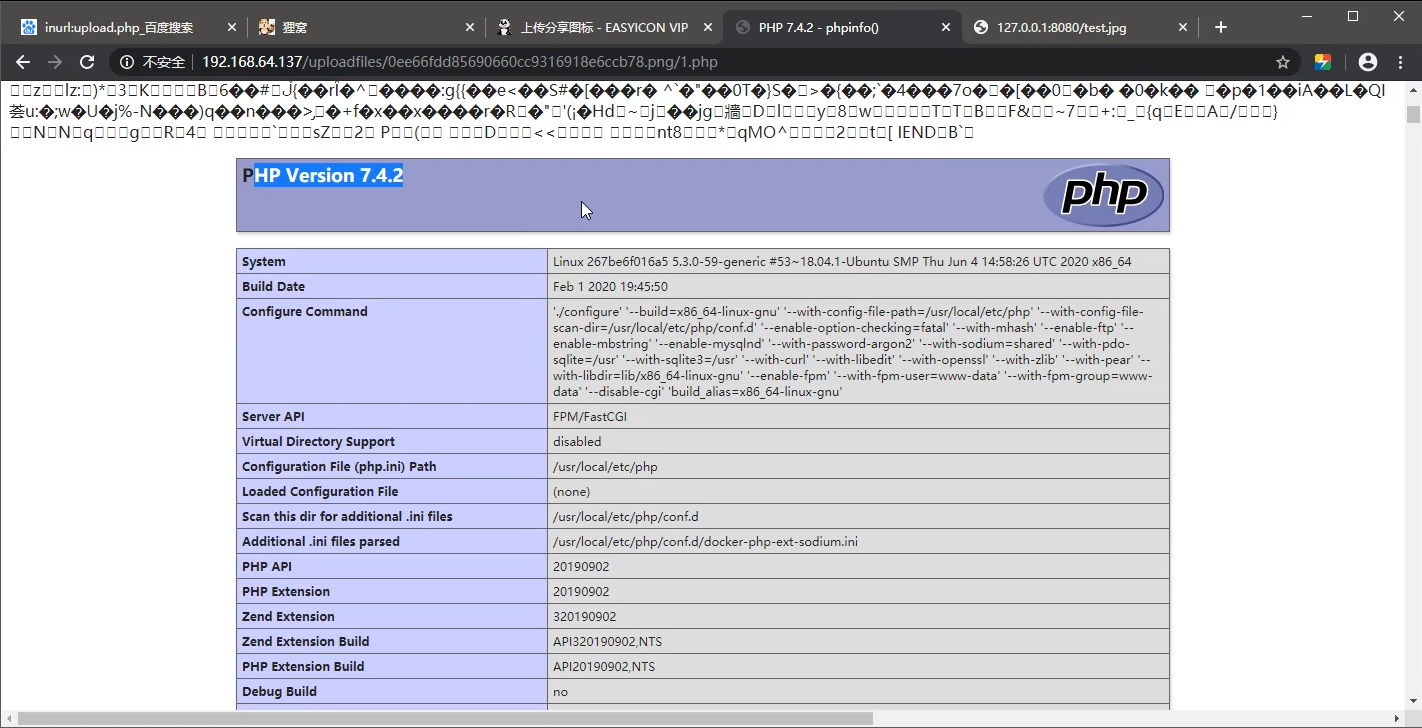 inurl:upload.php_百度搜索
狸窝
上传分享图标 - EASYICON VIP
PHP 7.4.2 - phpinfo()
127.0.0.1:8080/test.jpg
不安全 | 192.168.64.137/uploadfiles/0ee66fdd85690660cc9316918e6ccb78.png/1.php
IEND
PHP Version 7.4.2
php
System Linux 267be6f016a5 5.3.0-59-generic #53~18.04.1-Ubuntu SMP Thu Jun 4 14:58:26 UTC 2020 x86_64
Build Date Feb 1 2020 19:45:50
Configure Command './configure' '--build=x86_64-linux-gnu' '--with-config-file-path=/usr/local/etc/php' '--with-config-file-
scan-dir=/usr/local/etc/php/conf.d' '--enable-option-checking=fatal' '--with-mhash' '--enable-ftp' '--
enable-mbstring' '--enable-mysqlnd' '--with-password-argon2' '--with-sodium=shared' '--with-pdo-
sqlite=/usr' '--with-sqlite3=/usr' '--with-curl' '--with-libedit' '--with-openssl' '--with-zlib' '--with-pear' '--
with-libdir=lib/x86_64-linux-gnu' '--enable-fpm' '--with-fpm-user=www-data' '--with-fpm-group=www-
data' '--disable-cgi' 'build_alias=x86_64-linux-gnu'
Server API FPM/FastCGI
Virtual Directory Support disabled
Configuration File (php.ini) Path /usr/local/etc/php
Loaded Configuration File (none)
Scan this dir for additional .ini files /usr/local/etc/php/conf.d
Additional .ini files parsed /usr/local/etc/php/conf.d/docker-php-ext-sodium.ini
PHP API 20190902
PHP Extension 20190902
Zend Extension 320190902
Zend Extension Build API320190902,NTS
PHP Extension Build API20190902,NTS
Debug Build no